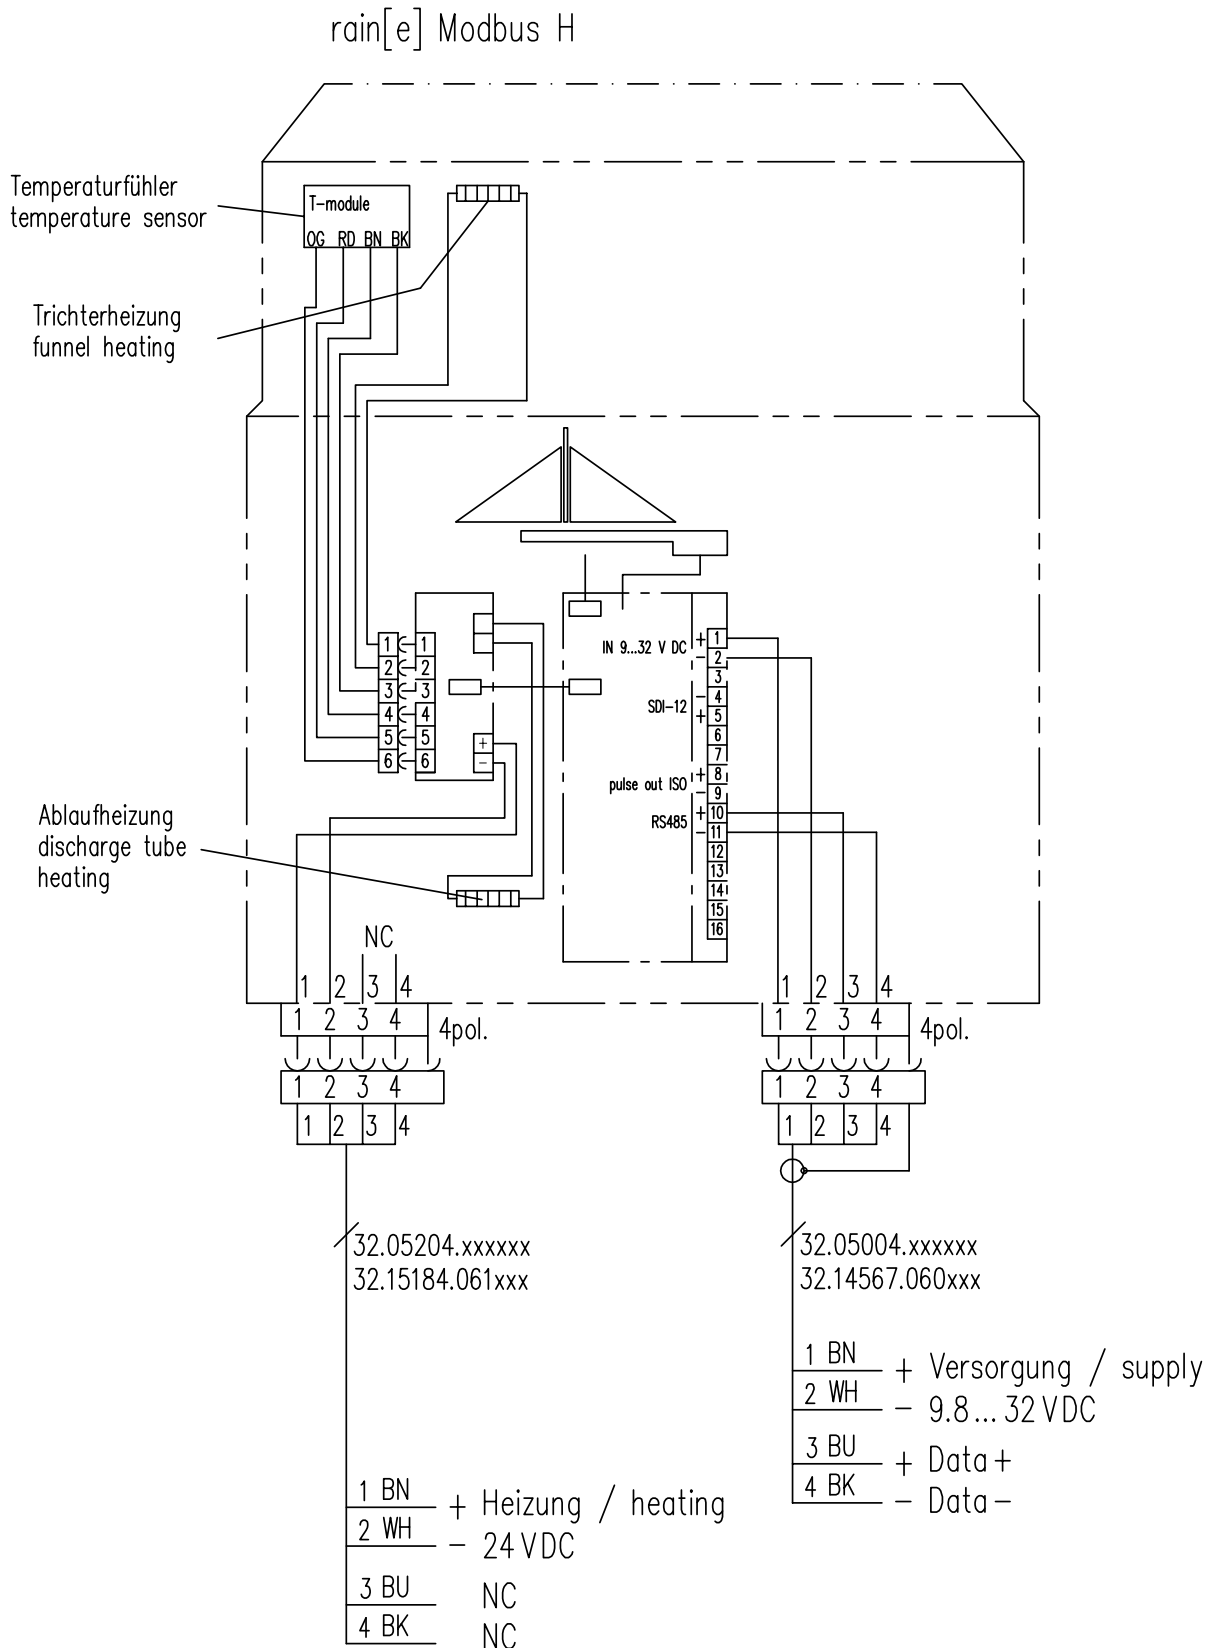 rain[e] Modbus H
Temperaturfühler
temperature sensor
T-module
OG RD BN BK
Trichterheizung
funnel heating
IN 9...32 V DC
SDI-12
pulse out ISO
RS485
+ 1
- 2
3
- 4
+ 5
6
7
+ 8
- 9
+ 10
- 11
12
13
14
15
16
1 1
2 2
3 3
4 4
5 5
6 6
+
-
Ablaufheizung
discharge tube
heating
NC
1 2 3 4
1 2 3 4
4pol.
1 2 3 4
1 2 3 4
1 2 3 4
1 2 3 4
4pol.
1 2 3 4
1 2 3 4
32.05204.xxxxxx
32.15184.061xxx
32.05004.xxxxxx
32.14567.060xxx
1 BN + Versorgung / supply
2 WH - 9.8... 32 VDC
3 BU + Data+
4 BK - Data-
1 BN + Heizung / heating
2 WH - 24 VDC
3 BU NC
4 BK NC